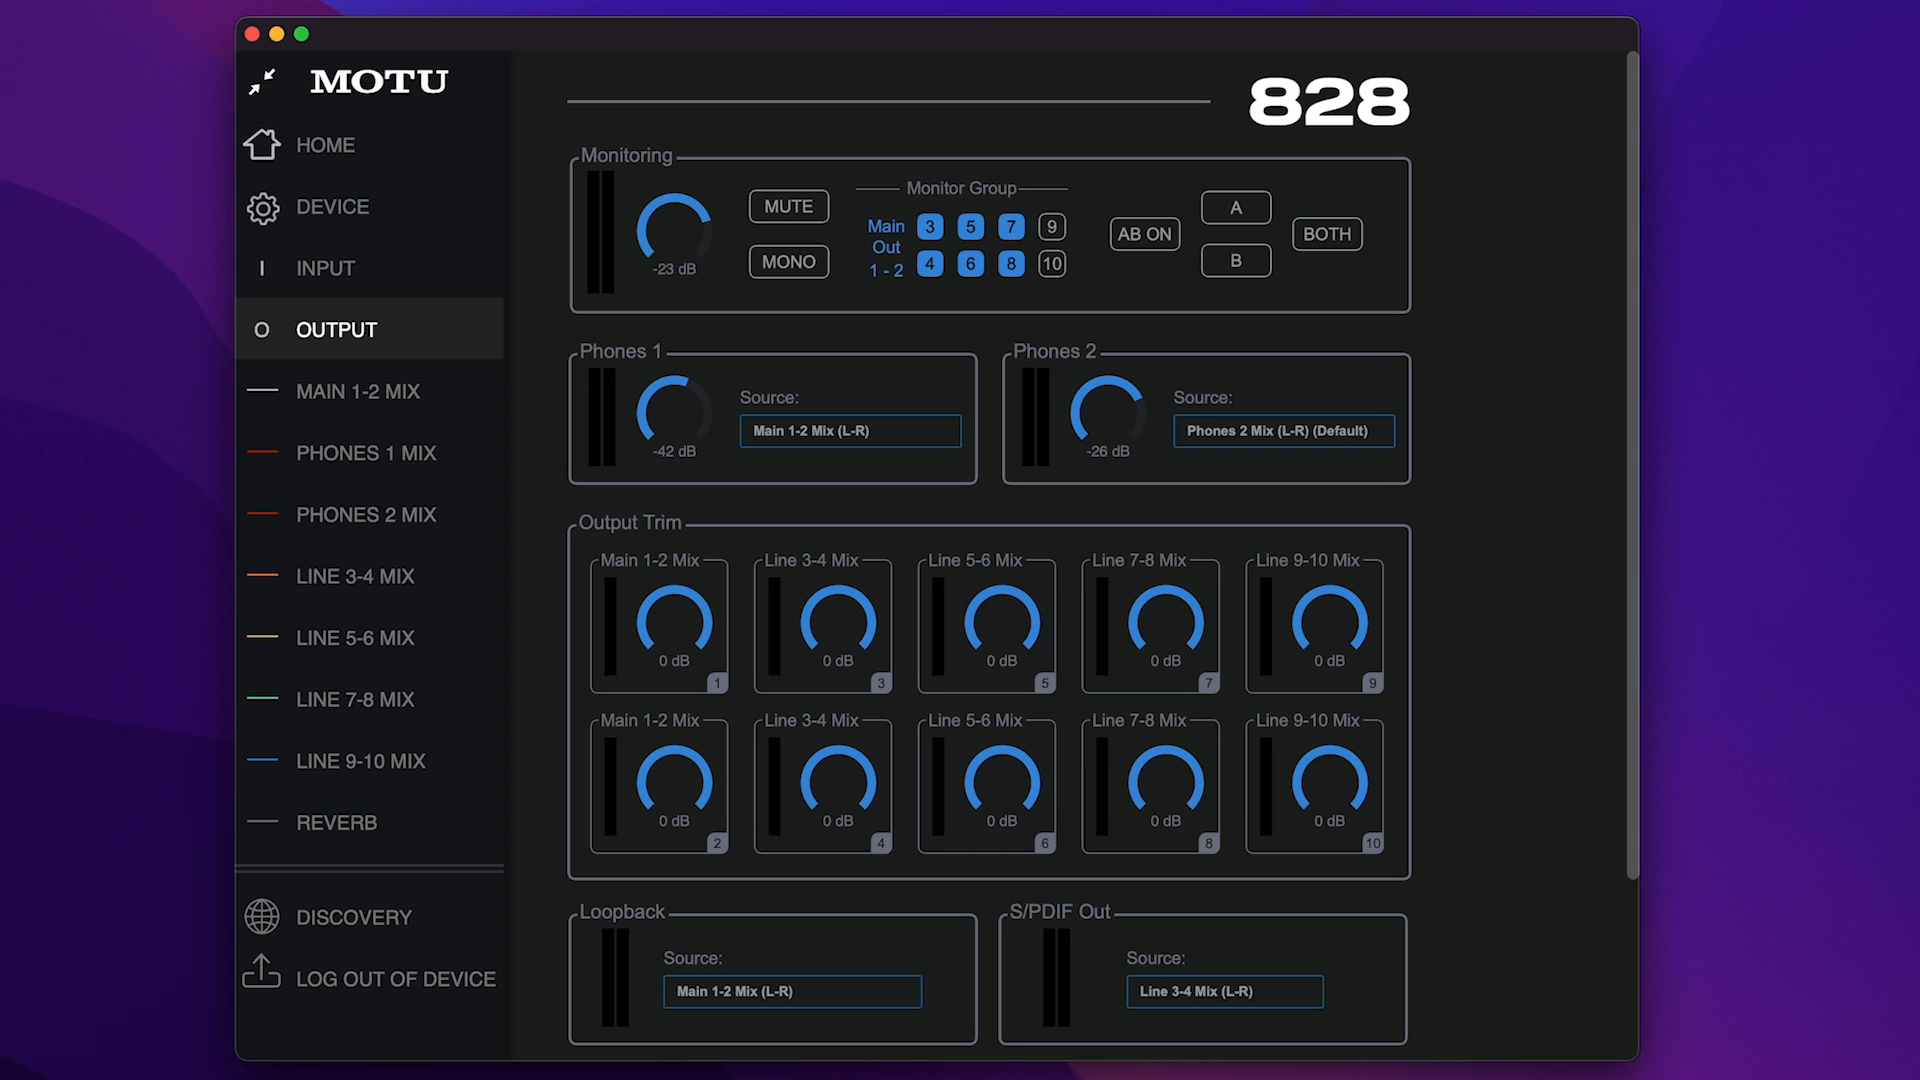 MOTU
HOME
DEVICE
I INPUT
O OUTPUT
MAIN 1-2 MIX
PHONES 1 MIX
PHONES 2 MIX
LINE 3-4 MIX
LINE 5-6 MIX
LINE 7-8 MIX
LINE 9-10 MIX
REVERB
DISCOVERY
LOG OUT OF DEVICE
828
Monitoring
-23 dB
MUTE
MONO
Monitor Group
Main
Out
1 - 2
3 5 7 9
4 6 8 10
AB ON
A
B
BOTH
Phones 1
-42 dB
Source:
Main 1-2 Mix (L-R)
Phones 2
-26 dB
Source:
Phones 2 Mix (L-R) (Default)
Output Trim
Main 1-2 Mix
0 dB
1
Line 3-4 Mix
0 dB
3
Line 5-6 Mix
0 dB
5
Line 7-8 Mix
0 dB
7
Line 9-10 Mix
0 dB
9
Main 1-2 Mix
0 dB
2
Line 3-4 Mix
0 dB
4
Line 5-6 Mix
0 dB
6
Line 7-8 Mix
0 dB
8
Line 9-10 Mix
0 dB
10
Loopback
Source:
Main 1-2 Mix (L-R)
S/PDIF Out
Source:
Line 3-4 Mix (L-R)